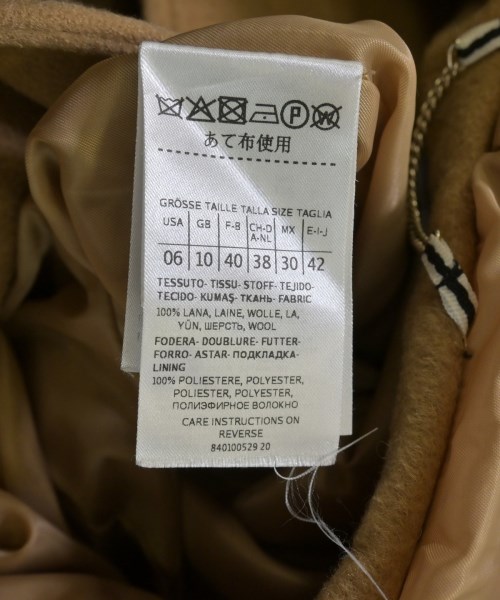 P W
あて布使用
GRÖSSE TAILLE TALLA SIZE TAGLIA
USA GB F-B CH-D A-NL MX E-I-J
06 10 40 38 30 42
TESSUTO- TISSU- STOFF- TEJIDO-
TECIDO- KUMAŞ- ТКАНЬ- FABRIC
100% LANA, LAINE, WOLLE, LA,
YÜN, ШЕРСТЬ, WOOL
FODERA- DOUBLURE- FUTTER-
FORRO- ASTAR- ПОДКЛАДКА-
LINING
100% POLIESTERE, POLYESTER,
POLIESTER, POLYESTER,
ПОЛИЭФИРНОЕ ВОЛОКНО
CARE INSTRUCTIONS ON
REVERSE
840100529 20